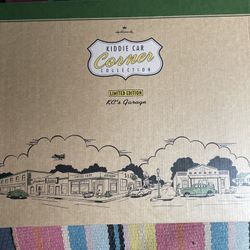 Hallmark
KIDDIE CAR
Corner
COLLECTION
LIMITED EDITION
KC's Garage